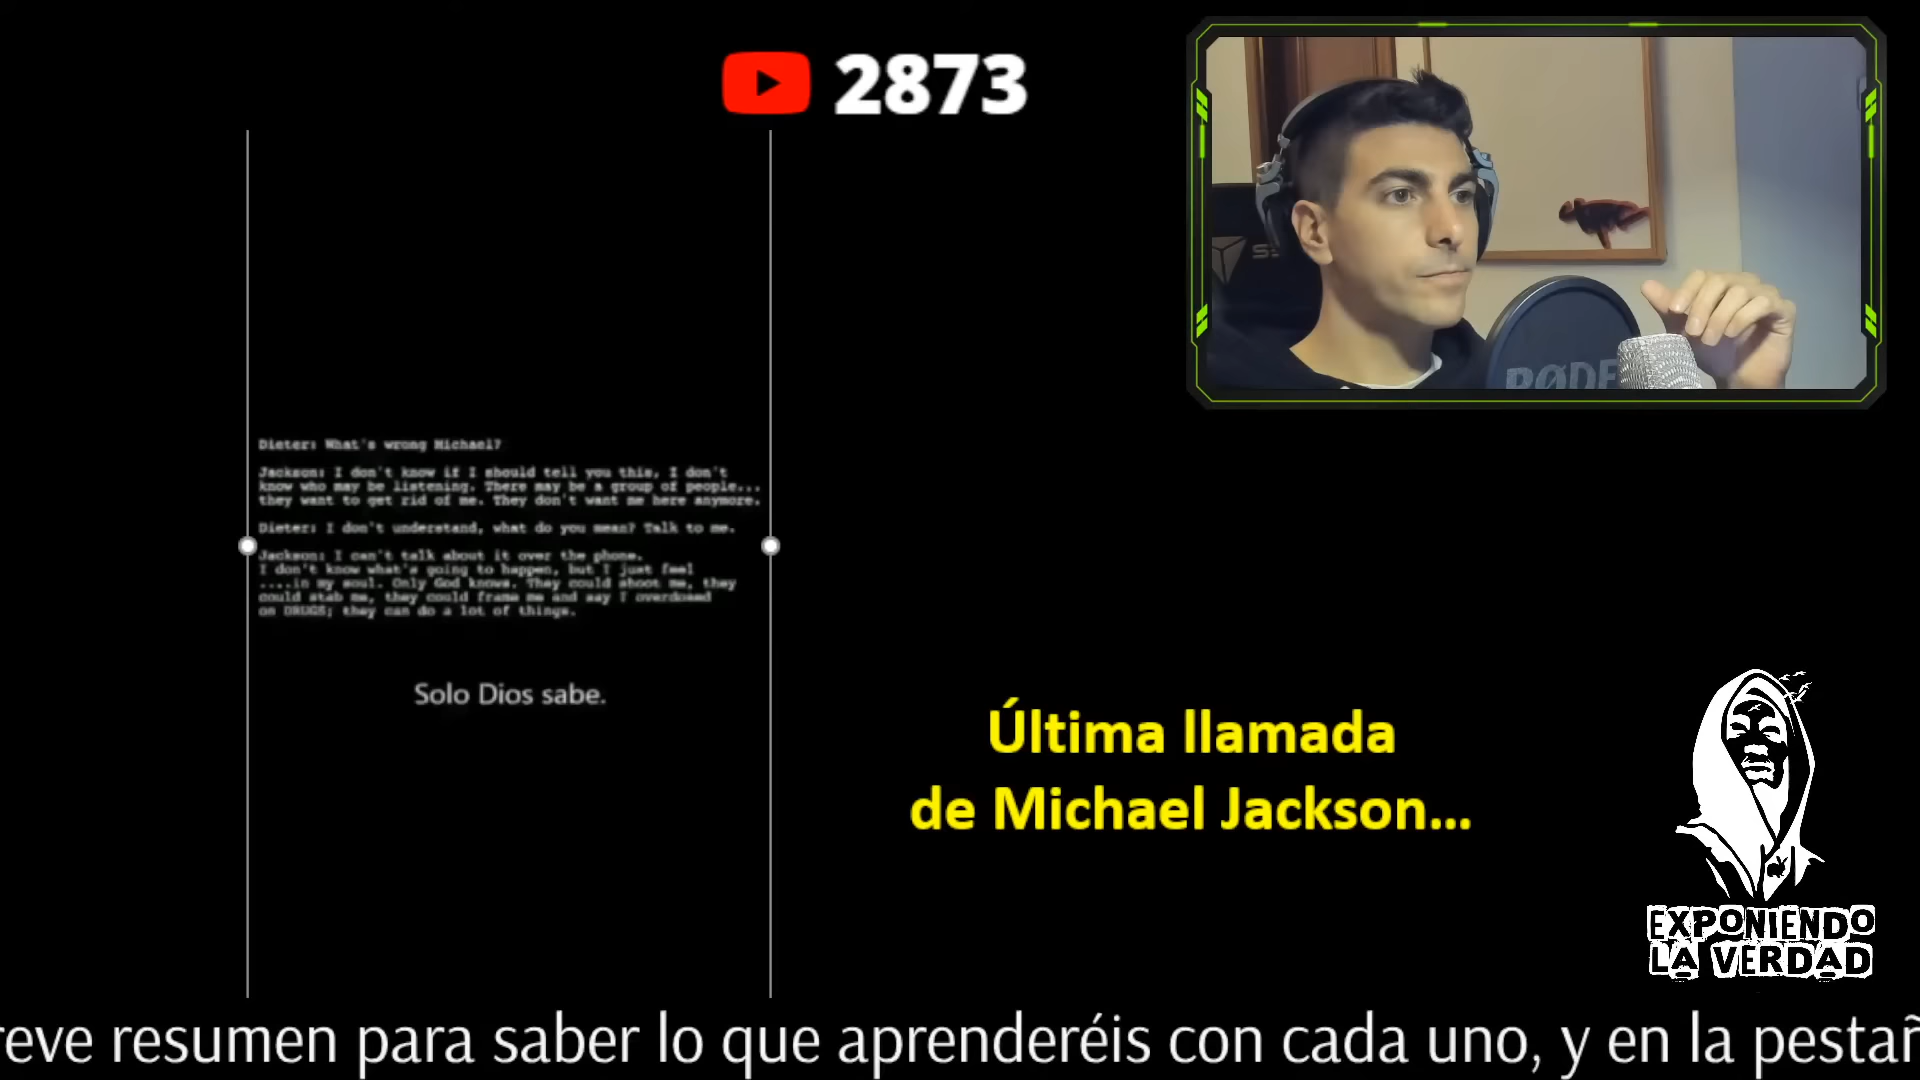 2873
Dieter: What's wrong Michael?
Jackson: I don't know if I should tell you this, I don't
know who may be listening. There may be a group of people...
they want to get rid of me. They don't want me here anymore.
Dieter: I don't understand, what do you mean? Talk to me.
Jackson: I can't talk about it over the phone.
I don't know what's going to happen, but I just feel
....in my soul. Only God knows. They could shoot me, they
could stab me, they could frame me and say I overdosed
on DRUGS; they can do a lot of things.
Solo Dios sabe.
RØDE
Última llamada
de Michael Jackson...
EXPONIENDO
LA VERDAD
reve resumen para saber lo que aprenderéis con cada uno, y en la pestañ